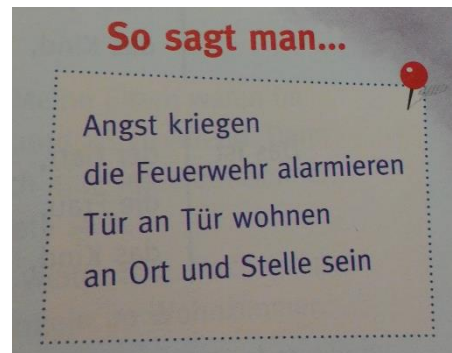 So sagt man...
Angst kriegen
die Feuerwehr alarmieren
Tür an Tür wohnen
an Ort und Stelle sein